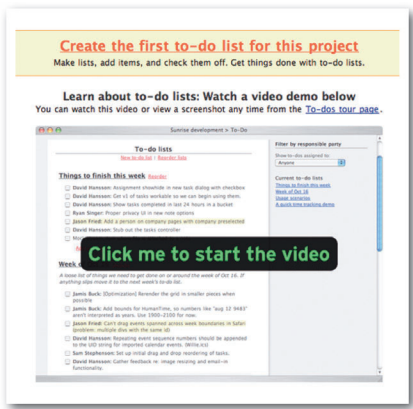 Create the first to-do list for this project
Make lists, add items, and check them off. Get things done with to-do lists.
Learn about to-do lists: Watch a video demo below
You can watch this video or view a screenshot any time from the To-dos tour page.
Sunrise development > To-Do
To-do lists
New to-do list | Reorder lists
Things to finish this week Reorder
David Hansson: Assignment showhide in new task dialog with checkbox
David Hansson: Get v1 of tasks workable so we can begin using them.
David Hansson: Show tasks completed in last 24 hours in a bucket
Ryan Singer: Proper privacy UI in new note options
Jason Fried: Add a person on company pages with company preselected
David Hansson: Stub out the tasks controller
Click me to start the video
Week o
A loose list of things we need to get done on or around the week of Oct 16. If
anything slips move it to the next week's to-do list.
Jamis Buck: [Optimization] Rerender the grid in smaller pieces when
possible
Jamis Buck: Add bounds for HumanTime, so numbers like "aug 12 9483"
aren't interpreted as years. Use 1900-2100 for now.
Jason Fried: Can't drag events spanned across week boundaries in Safari
(problem: multiple divs with the same id)
David Hansson: Repeating event sequence numbers should be appended
to the UID string for imported calendar events. (Wille.ics)
Sam Stephenson: Set up initial drag and drop reordering of tasks.
David Hansson: Gather feedback re. image resizing and email-in
functionality.
Filter by responsible party
Show to-dos assigned to
Anyone
Current to-do lists
Things to finish this week
Week of Oct 16
Usage scenarios
A quick time tracking demo